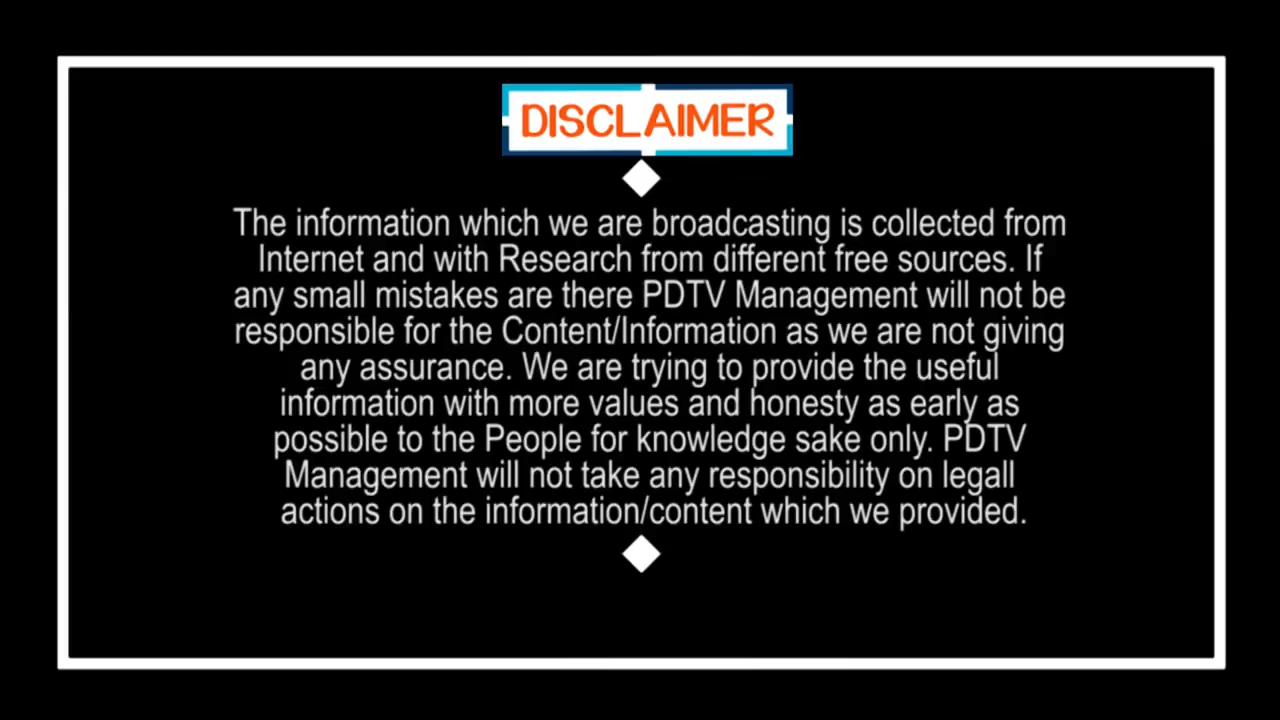 DISCLAIMER
The information which we are broadcasting is collected from
Internet and with Research from different free sources. If
any small mistakes are there PDTV Management will not be
responsible for the Content/Information as we are not giving
any assurance. We are trying to provide the useful
information with more values and honesty as early as
possible to the People for knowledge sake only. PDTV
Management will not take any responsibility on legall
actions on the information/content which we provided.